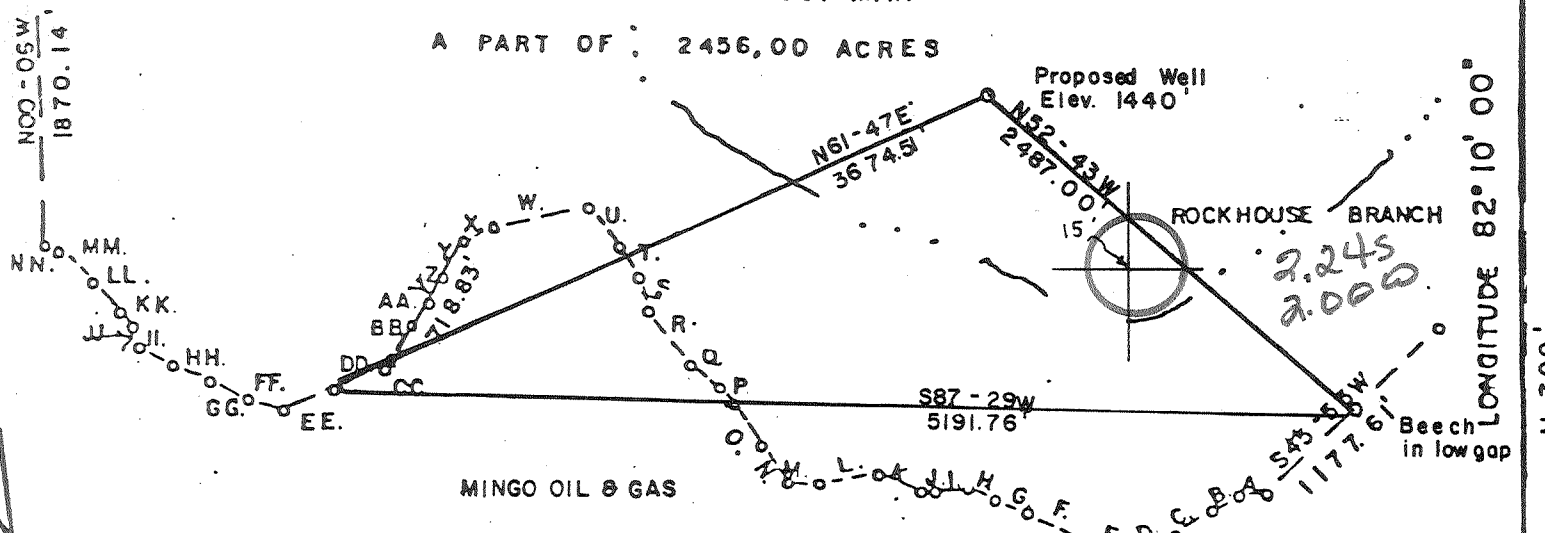 A PART OF : 2456.00 ACRES
N00-05W
1870.14'
Proposed Well
Elev. 1440'
N61-47E
3674.51'
N52-43W
2487.00'
15'
ROCKHOUSE BRANCH
2.245
2.000
LONGITUDE 82° 10' 00"
W.
X
U.
T.
Y
Z
718.83'
S
AA.
BB.
R.
Q
P
O.
N
NN.
MM.
LL.
KK.
JJ
II.
HH.
GG.
FF.
EE.
DD
CC.
S87-29W
5191.76'
Beech
in low gap
1177.6'
MINGO OIL & GAS
M.
L.
K
J.
I.
H
G.
F.
E
D
C
B.
A